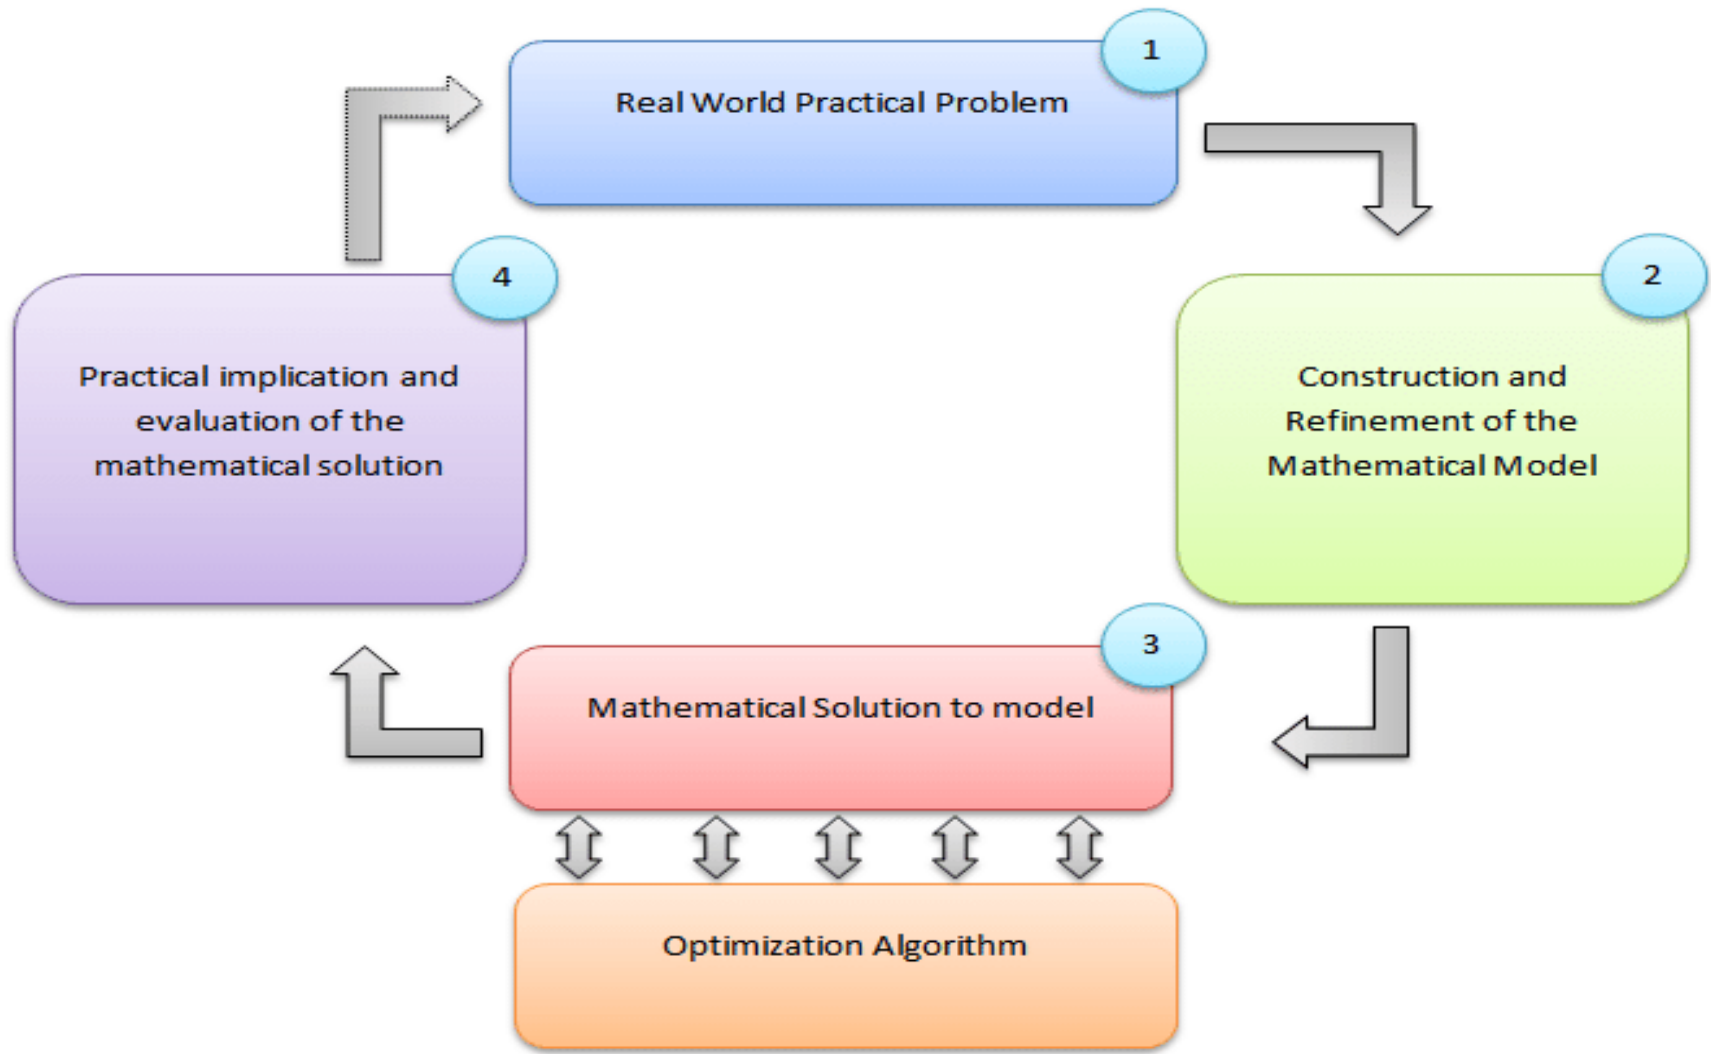 1
Real World Practical Problem
2
Construction and
Refinement of the
Mathematical Model
3
Mathematical Solution to model
Optimization Algorithm
4
Practical implication and
evaluation of the
mathematical solution